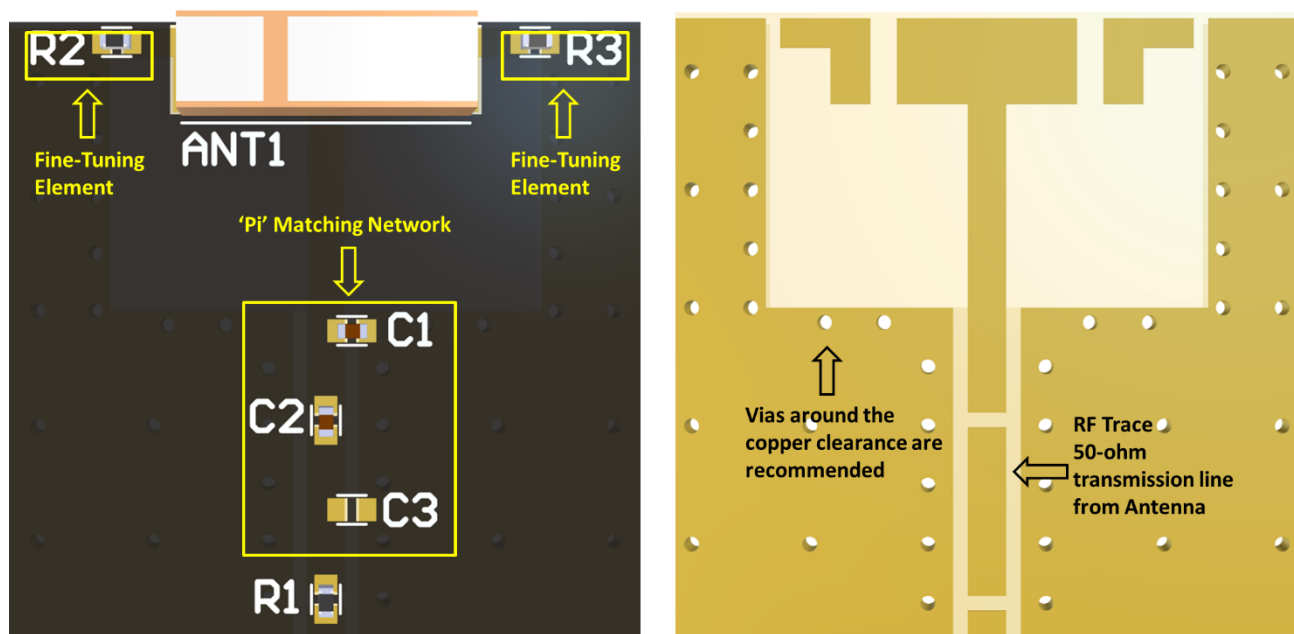 R2
R3
Fine-Tuning
Element
ANT1
Fine-Tuning
Element
‘Pi’ Matching Network
C1
C2
C3
R1
Vias around the
copper clearance are
recommended
RF Trace
50-ohm
transmission line
from Antenna